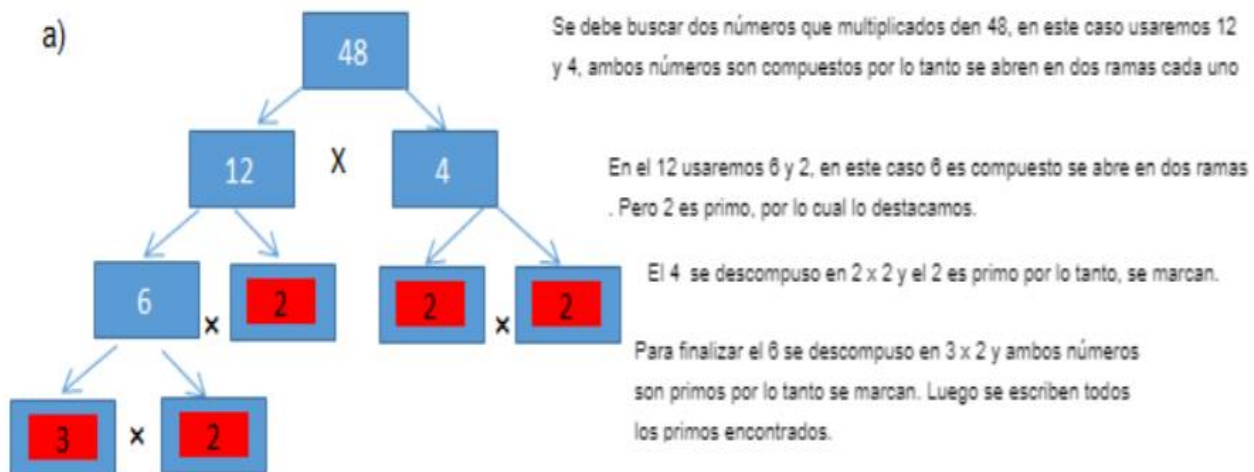 a)
48
Se debe buscar dos números que multiplicados den 48, en este caso usaremos 12
y 4, ambos números son compuestos por lo tanto se abren en dos ramas cada uno
12 X 4
En el 12 usaremos 6 y 2, en este caso 6 es compuesto se abre en dos ramas
. Pero 2 es primo, por lo cual lo destacamos.
6 x 2 2 x 2
El 4 se descompuso en 2 x 2 y el 2 es primo por lo tanto, se marcan.
Para finalizar el 6 se descompuso en 3 x 2 y ambos números
son primos por lo tanto se marcan. Luego se escriben todos
los primos encontrados.
3 x 2